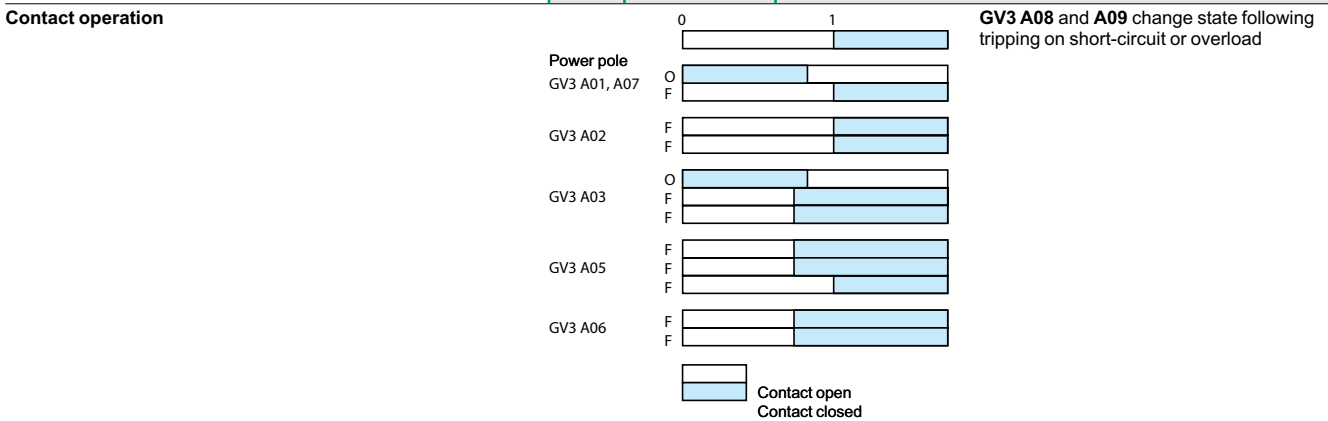 Contact operation
0 1
GV3 A08 and A09 change state following
tripping on short-circuit or overload
Power pole
GV3 A01, A07
O
F
GV3 A02
F
F
GV3 A03
O
F
F
GV3 A05
F
F
F
GV3 A06
F
F
Contact open
Contact closed